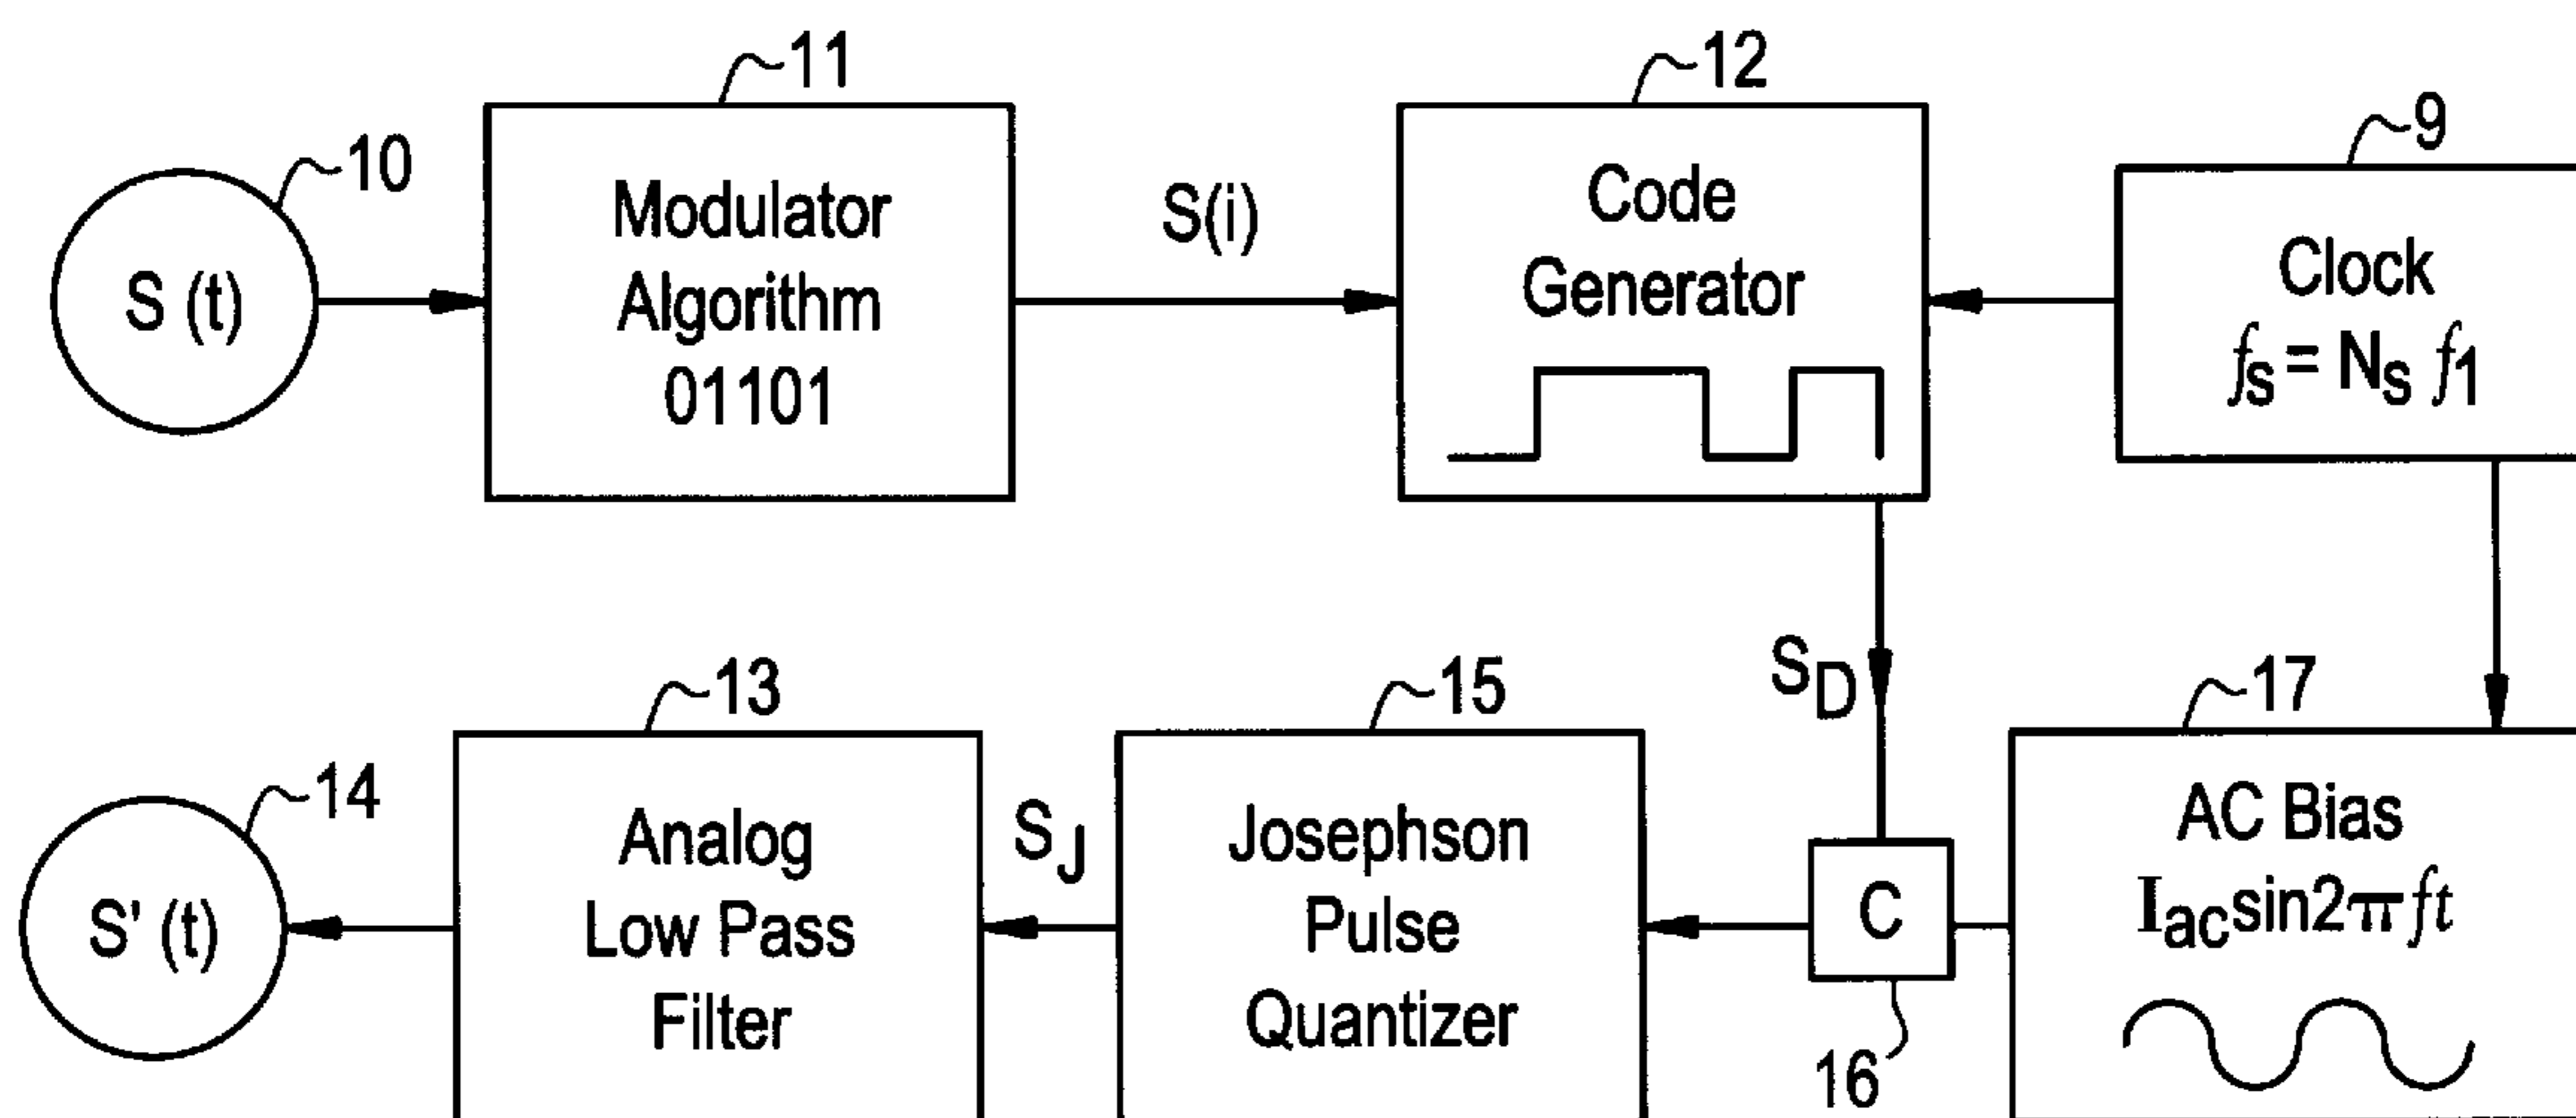 10
S (t)
11
Modulator
Algorithm
01101
S(i)
12
Code
Generator
9
Clock
fs = Ns f1
SD
17
AC Bias
Iacsin2πft
C
16
15
Josephson
Pulse
Quantizer
SJ
13
Analog
Low Pass
Filter
14
S' (t)